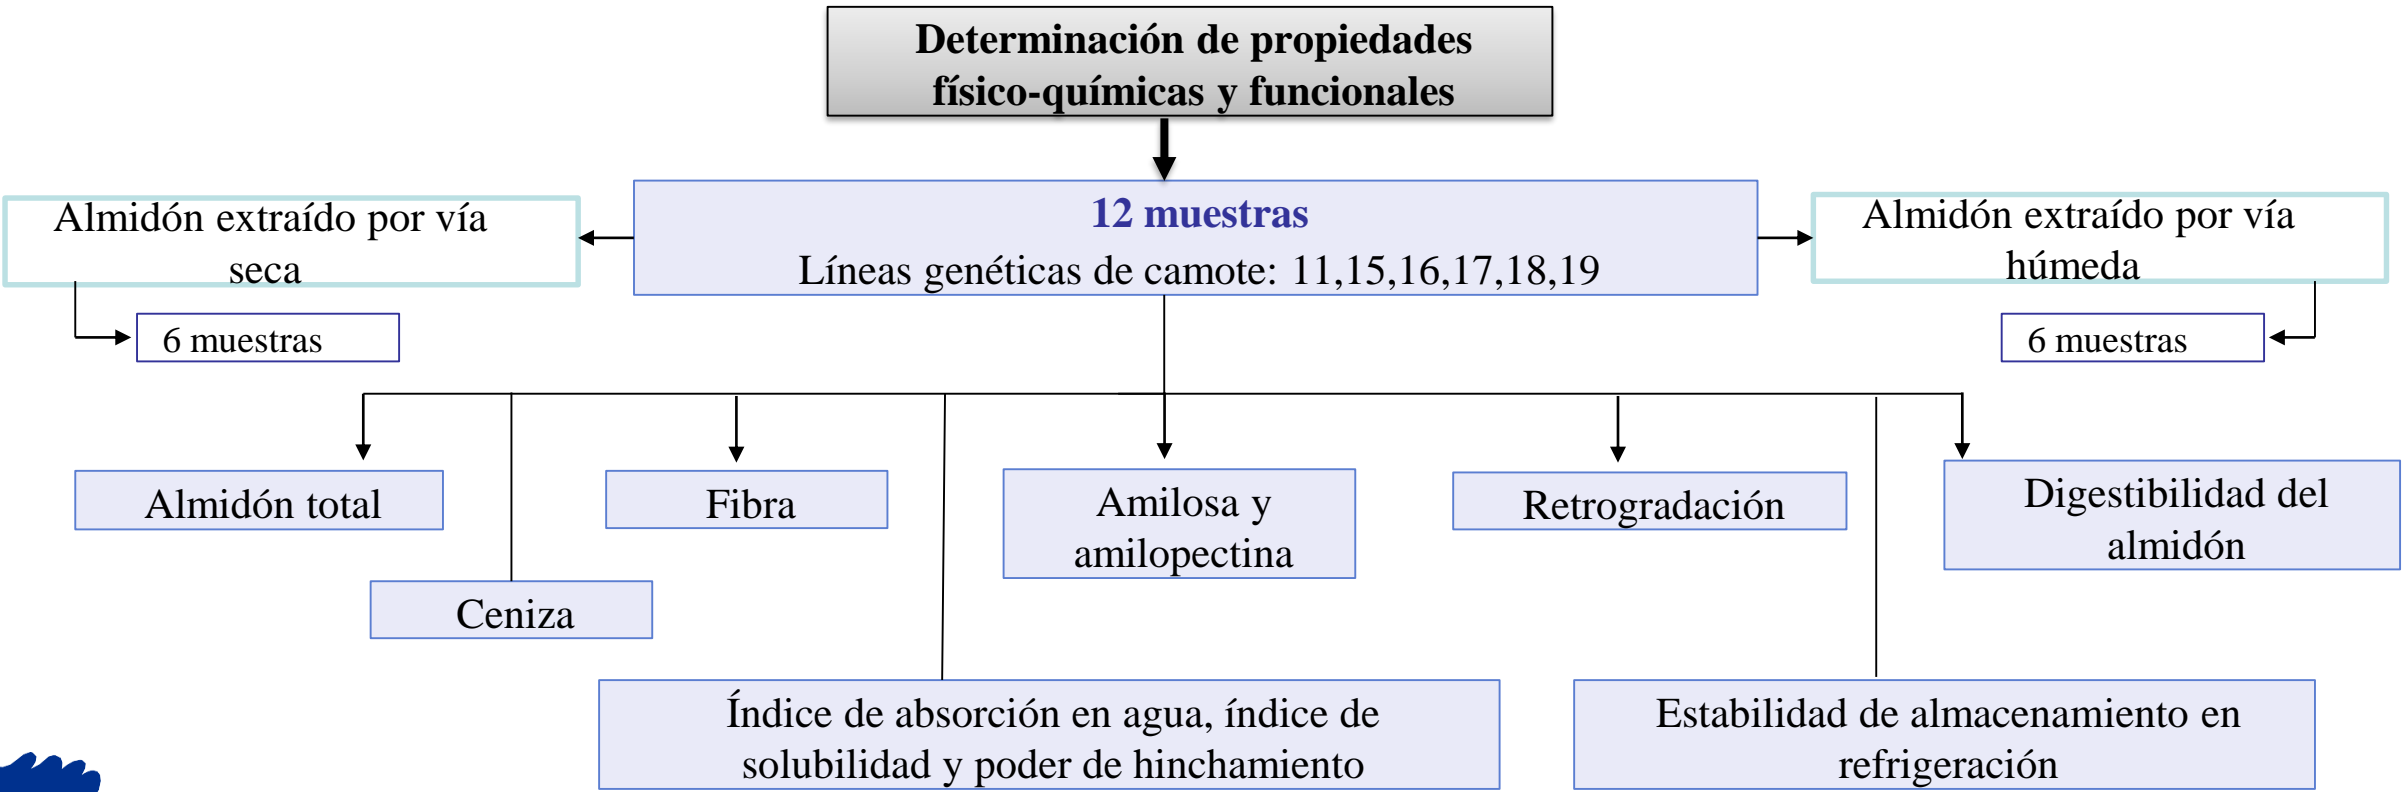 Determinación de propiedades
físico-químicas y funcionales
12 muestras
Líneas genéticas de camote: 11,15,16,17,18,19
Almidón extraído por vía
seca
6 muestras
Almidón extraído por vía
húmeda
6 muestras
Almidón total
Ceniza
Fibra
Índice de absorción en agua, índice de
solubilidad y poder de hinchamiento
Amilosa y
amilopectina
Retrogradación
Estabilidad de almacenamiento en
refrigeración
Digestibilidad del
almidón